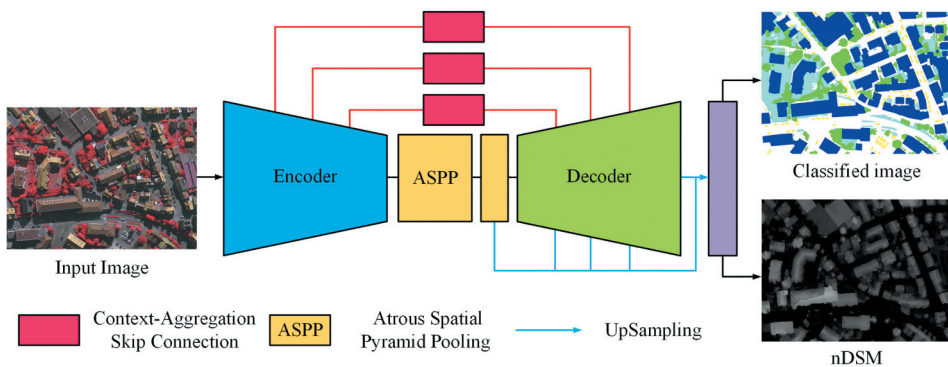 Encoder
ASPP
Decoder
Input Image
Classified image
Context-Aggregation
Skip Connection
ASPP
Atrous Spatial
Pyramid Pooling
UpSampling
nDSM